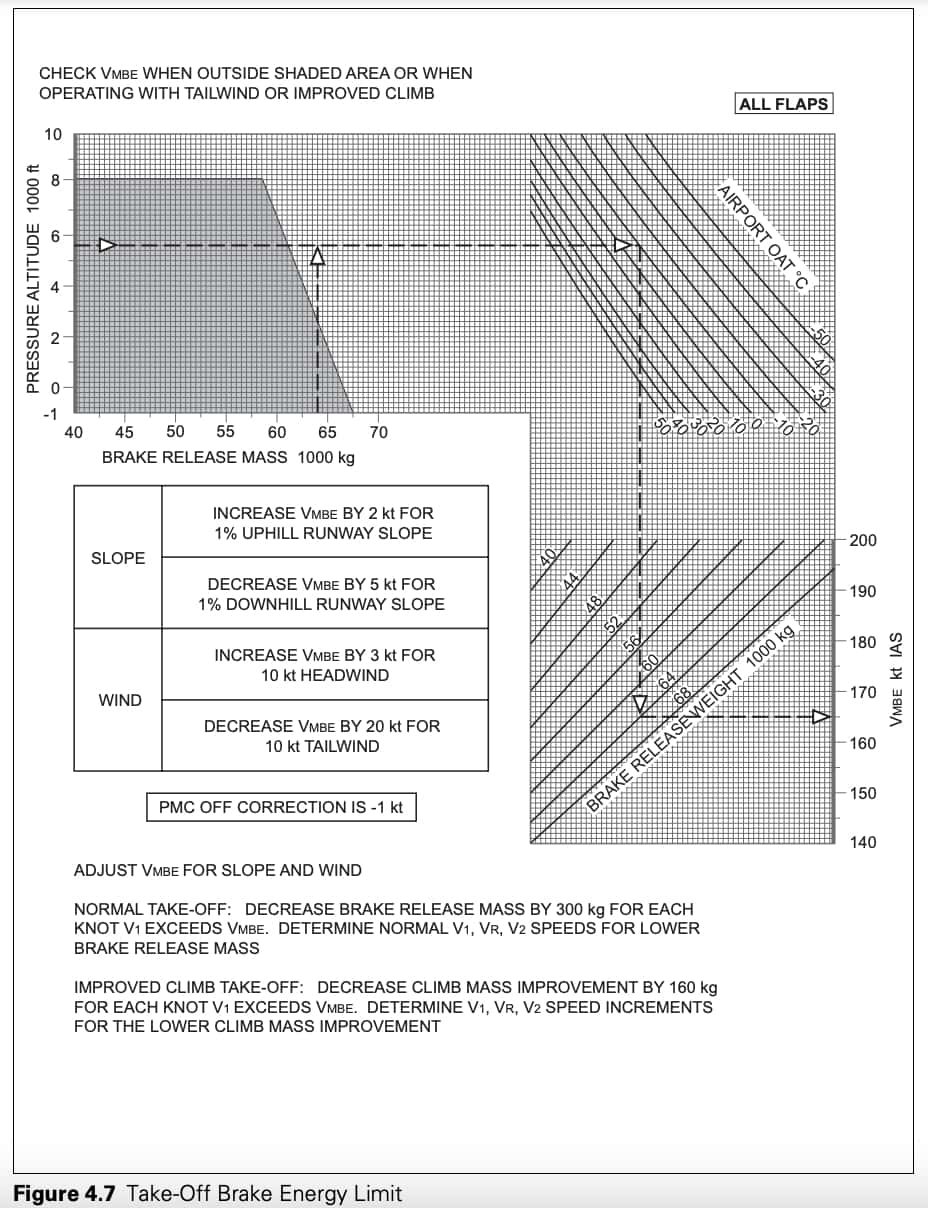 CHECK VMBE WHEN OUTSIDE SHADED AREA OR WHEN
OPERATING WITH TAILWIND OR IMPROVED CLIMB
ALL FLAPS
10
8
6
4
2
0
-1
PRESSURE ALTITUDE 1000 ft
40 45 50 55 60 65 70
BRAKE RELEASE MASS 1000 kg
AIRPORT OAT °C
-50
-40
-30
50 40 30 20 10 0 -10 -20
SLOPE
INCREASE VMBE BY 2 kt FOR
1% UPHILL RUNWAY SLOPE
DECREASE VMBE BY 5 kt FOR
1% DOWNHILL RUNWAY SLOPE
WIND
INCREASE VMBE BY 3 kt FOR
10 kt HEADWIND
DECREASE VMBE BY 20 kt FOR
10 kt TAILWIND
PMC OFF CORRECTION IS -1 kt
40
44
48
52
56
60
64
68
BRAKE RELEASE WEIGHT 1000 kg
200
190
180
170
160
150
140
VMBE kt IAS
ADJUST VMBE FOR SLOPE AND WIND
NORMAL TAKE-OFF: DECREASE BRAKE RELEASE MASS BY 300 kg FOR EACH
KNOT V1 EXCEEDS VMBE. DETERMINE NORMAL V1, VR, V2 SPEEDS FOR LOWER
BRAKE RELEASE MASS
IMPROVED CLIMB TAKE-OFF: DECREASE CLIMB MASS IMPROVEMENT BY 160 kg
FOR EACH KNOT V1 EXCEEDS VMBE. DETERMINE V1, VR, V2 SPEED INCREMENTS
FOR THE LOWER CLIMB MASS IMPROVEMENT
Figure 4.7 Take-Off Brake Energy Limit